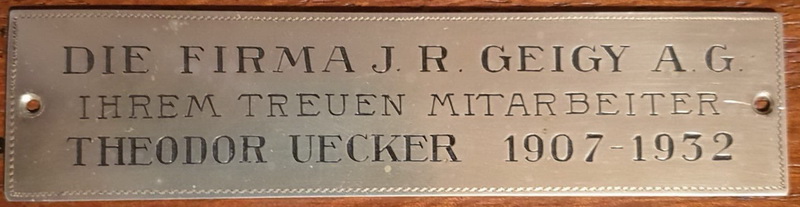 DIE FIRMA J. R. GEIGY A.G.
IHREM TREUEN MITARBEITER
THEODOR UECKER 1907-1932